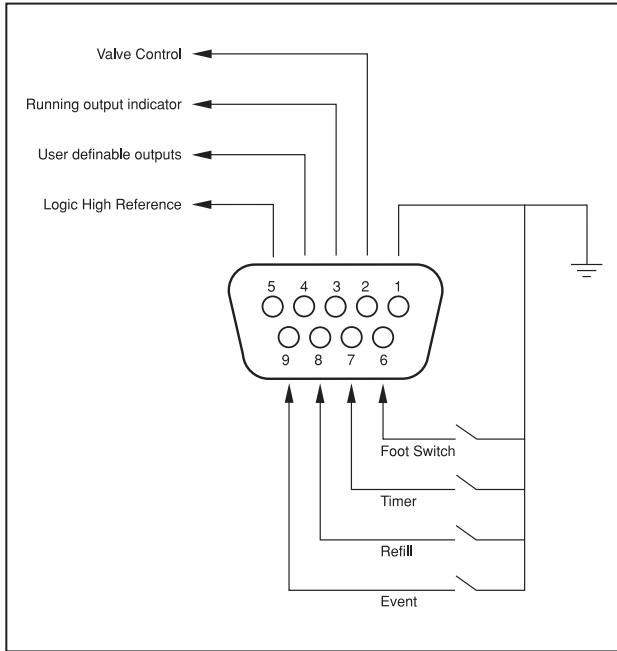 Valve Control
Running output indicator
User definable outputs
Logic High Reference
5 4 3 2 1
9 8 7 6
Foot Switch
Timer
Refill
Event